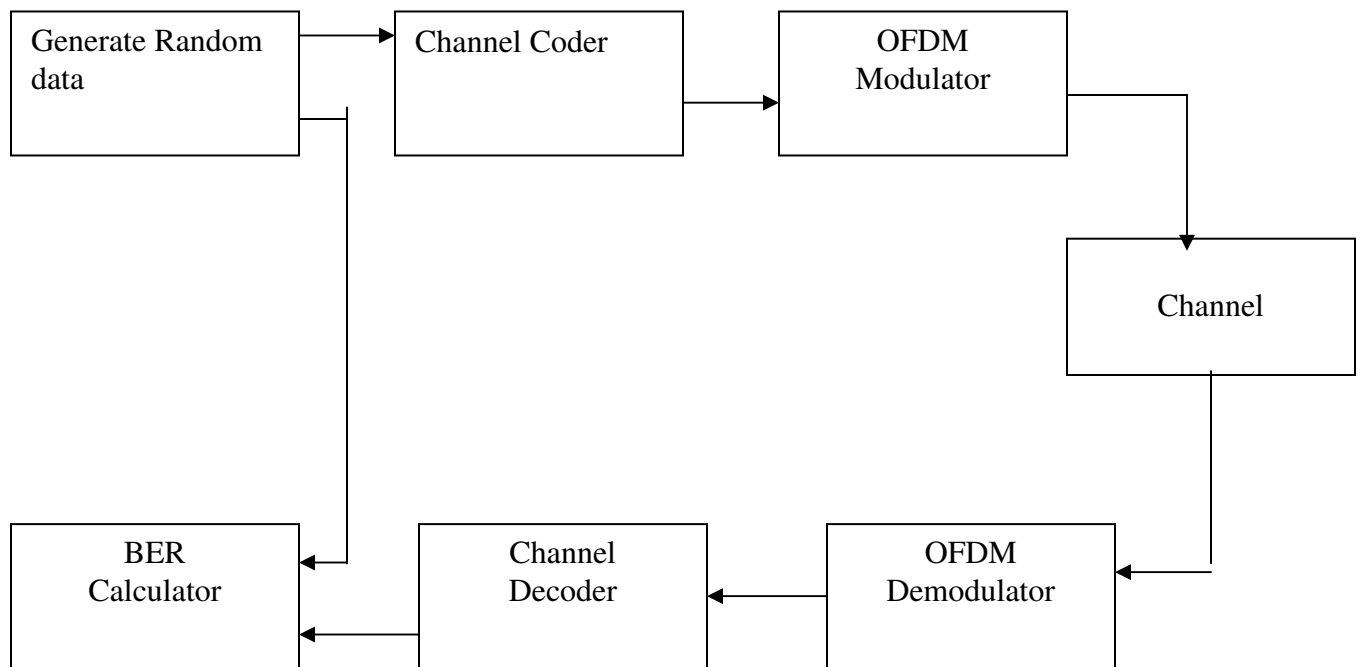 Generate Random
data
Channel Coder
OFDM
Modulator
Channel
BER
Calculator
Channel
Decoder
OFDM
Demodulator